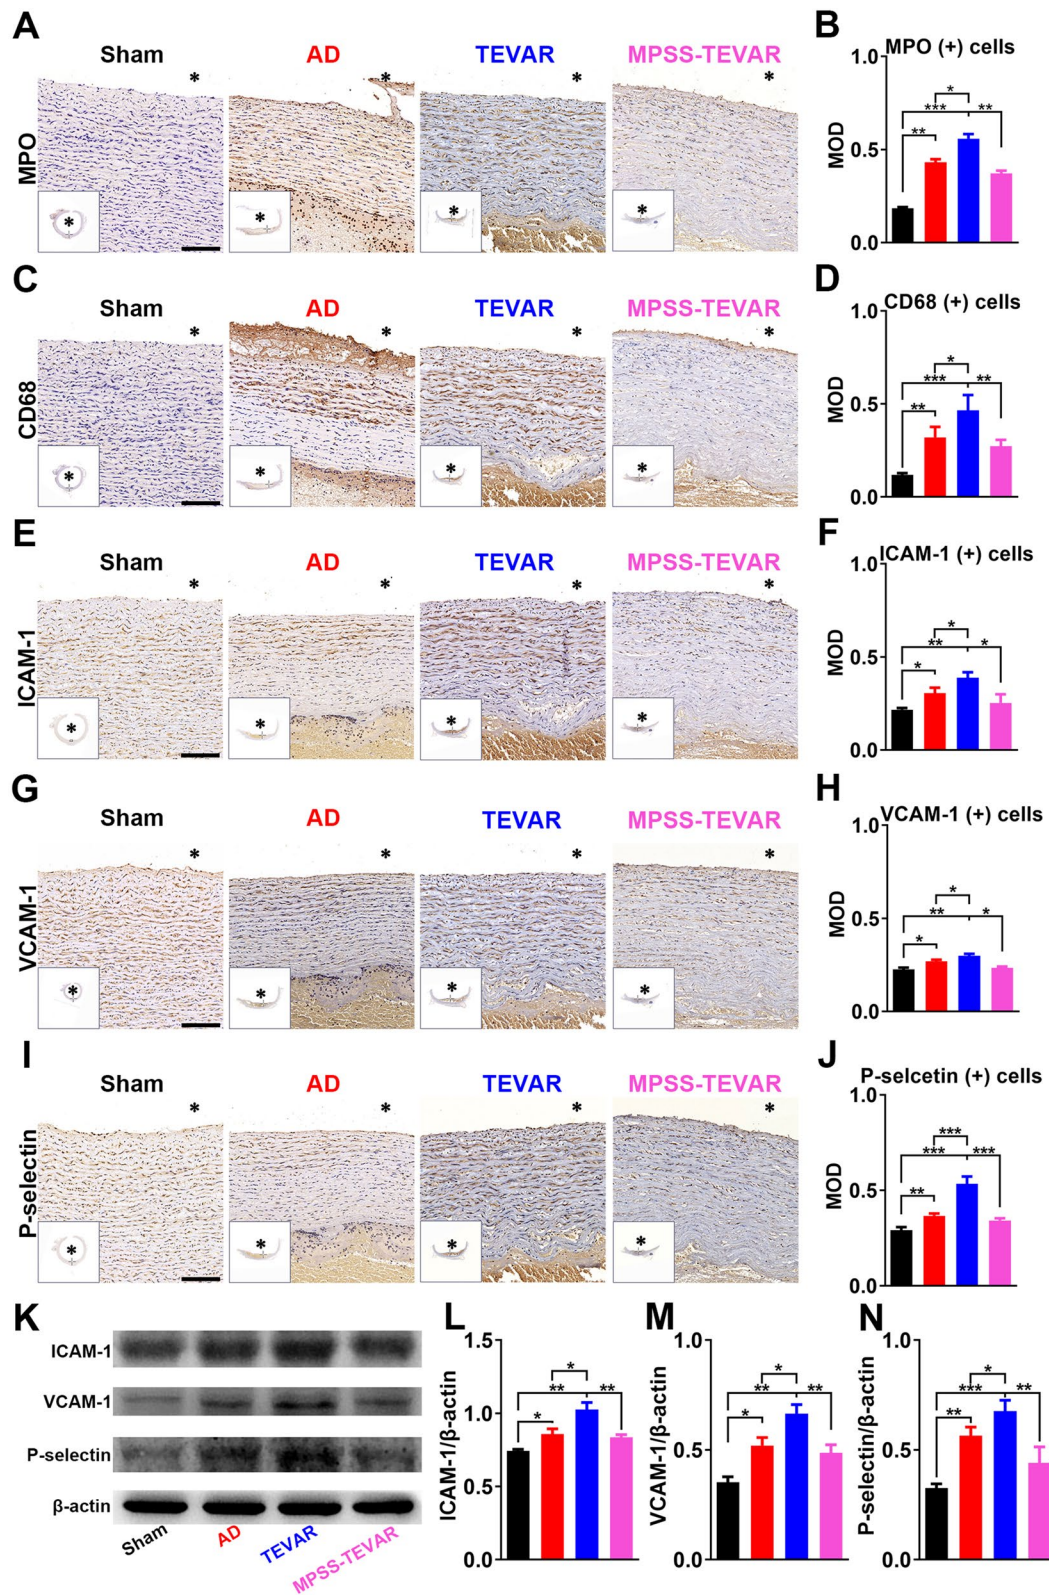 A
Sham
AD
TEVAR
MPSS-TEVAR
*
*
*
*
MPO
*
*
*
*
B
MPO (+) cells
1.0
0.5
0.0
MOD
*
***
**
**
C
Sham
AD
TEVAR
MPSS-TEVAR
*
*
*
*
CD68
*
*
*
*
D
CD68 (+) cells
1.0
0.5
0.0
MOD
*
***
**
**
E
Sham
AD
TEVAR
MPSS-TEVAR
*
*
*
*
ICAM-1
*
*
*
*
F
ICAM-1 (+) cells
1.0
0.5
0.0
MOD
*
**
*
*
G
Sham
AD
TEVAR
MPSS-TEVAR
*
*
*
*
VCAM-1
*
*
*
*
H
VCAM-1 (+) cells
1.0
0.5
0.0
MOD
*
**
*
*
I
Sham
AD
TEVAR
MPSS-TEVAR
*
*
*
*
P-selectin
*
*
*
*
J
P-selcetin (+) cells
1.0
0.5
0.0
MOD
***
***
***
**
K
ICAM-1
VCAM-1
P-selectin
β-actin
Sham
AD
TEVAR
MPSS-TEVAR
L
1.5
1.0
0.5
0.0
ICAM-1/β-actin
*
**
**
*
M
1.0
0.5
0.0
VCAM-1/β-actin
*
**
**
*
N
1.0
0.5
0.0
P-selectin/β-actin
*
***
**
**